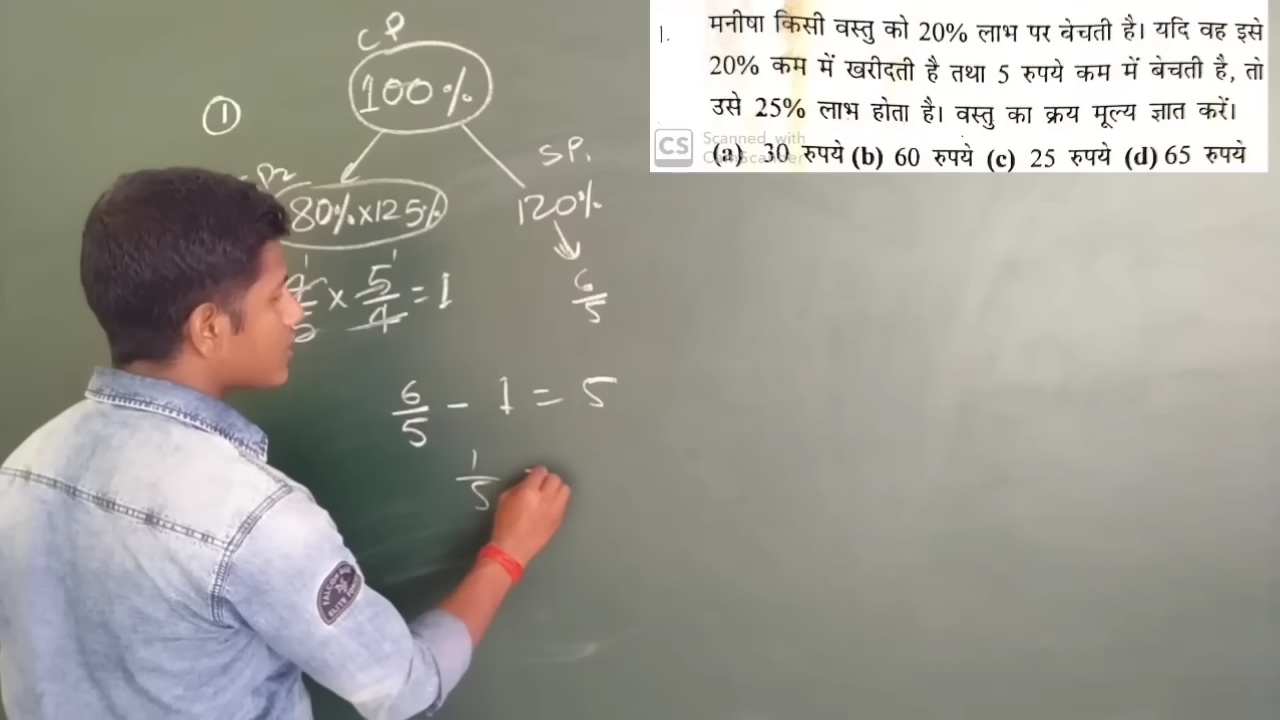 1. मनीषा किसी वस्तु को 20% लाभ पर बेचती है। यदि वह इसे
20% कम में खरीदती है तथा 5 रुपये कम में बेचती है, तो
उसे 25% लाभ होता है। वस्तु का क्रय मूल्य ज्ञात करें।
(a) 30 रुपये (b) 60 रुपये (c) 25 रुपये (d) 65 रुपये
CS Scanned with
CP
100%
①
SP.
80% x 125%
120%
x 5/4 = 1
6/5
6/5 - 1 = 5
1/5